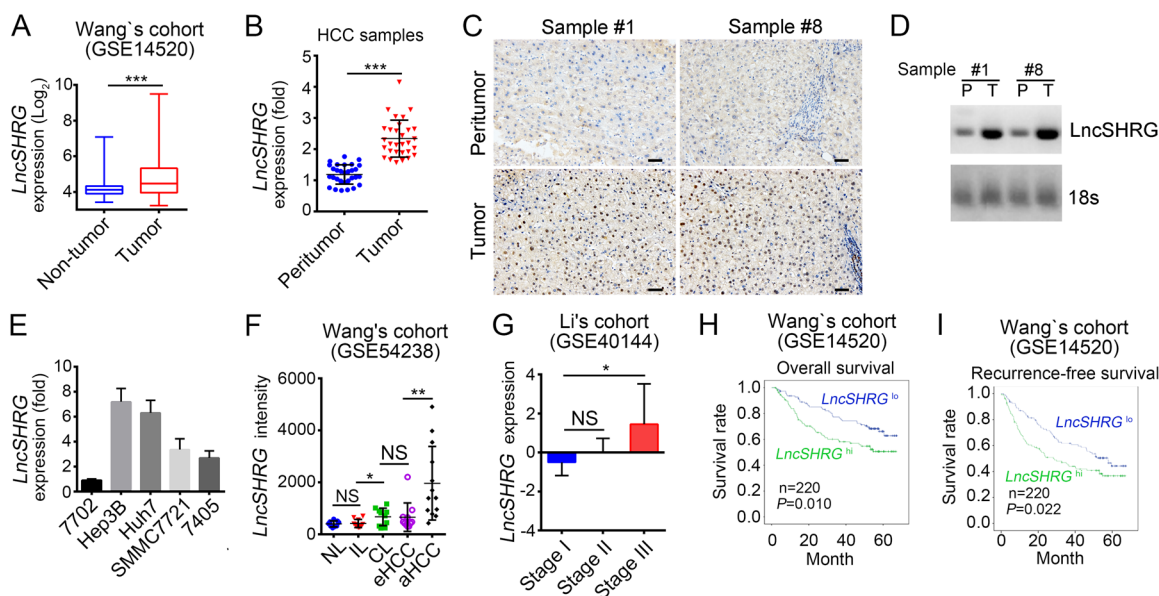 A
Wang`s cohort
(GSE14520)
LncSHRG
expression (Log2)
10
8
6
4
***
Non-tumor
Tumor
B
HCC samples
LncSHRG
expression (fold)
5
4
3
2
1
0
***
Peritumor
Tumor
C
Sample #1
Sample #8
Peritumor
Tumor
D
Sample
#1
#8
P T P T
LncSHRG
18s
E
LncSHRG
expression (fold)
10
8
6
4
2
0
7702
Hep3B
Huh7
SMMC7721
7405
F
Wang's cohort
(GSE54238)
LncSHRG intensity
6000
4000
2000
0
NS
*
NS
**
NL
IL
CL
eHCC
aHCC
G
Li's cohort
(GSE40144)
LncSHRG expression
4
3
2
1
0
-1
-2
NS
*
Stage I
Stage II
Stage III
H
Wang`s cohort
(GSE14520)
Overall survival
Survival rate
1.0
0.8
0.6
0.4
0.2
0.0
LncSHRG lo
LncSHRG hi
n=220
P=0.010
0 20 40 60
Month
I
Wang`s cohort
(GSE14520)
Recurrence-free survival
Survival rate
1.0
0.8
0.6
0.4
0.2
0.0
LncSHRG lo
LncSHRG hi
n=220
P=0.022
0 20 40 60
Month